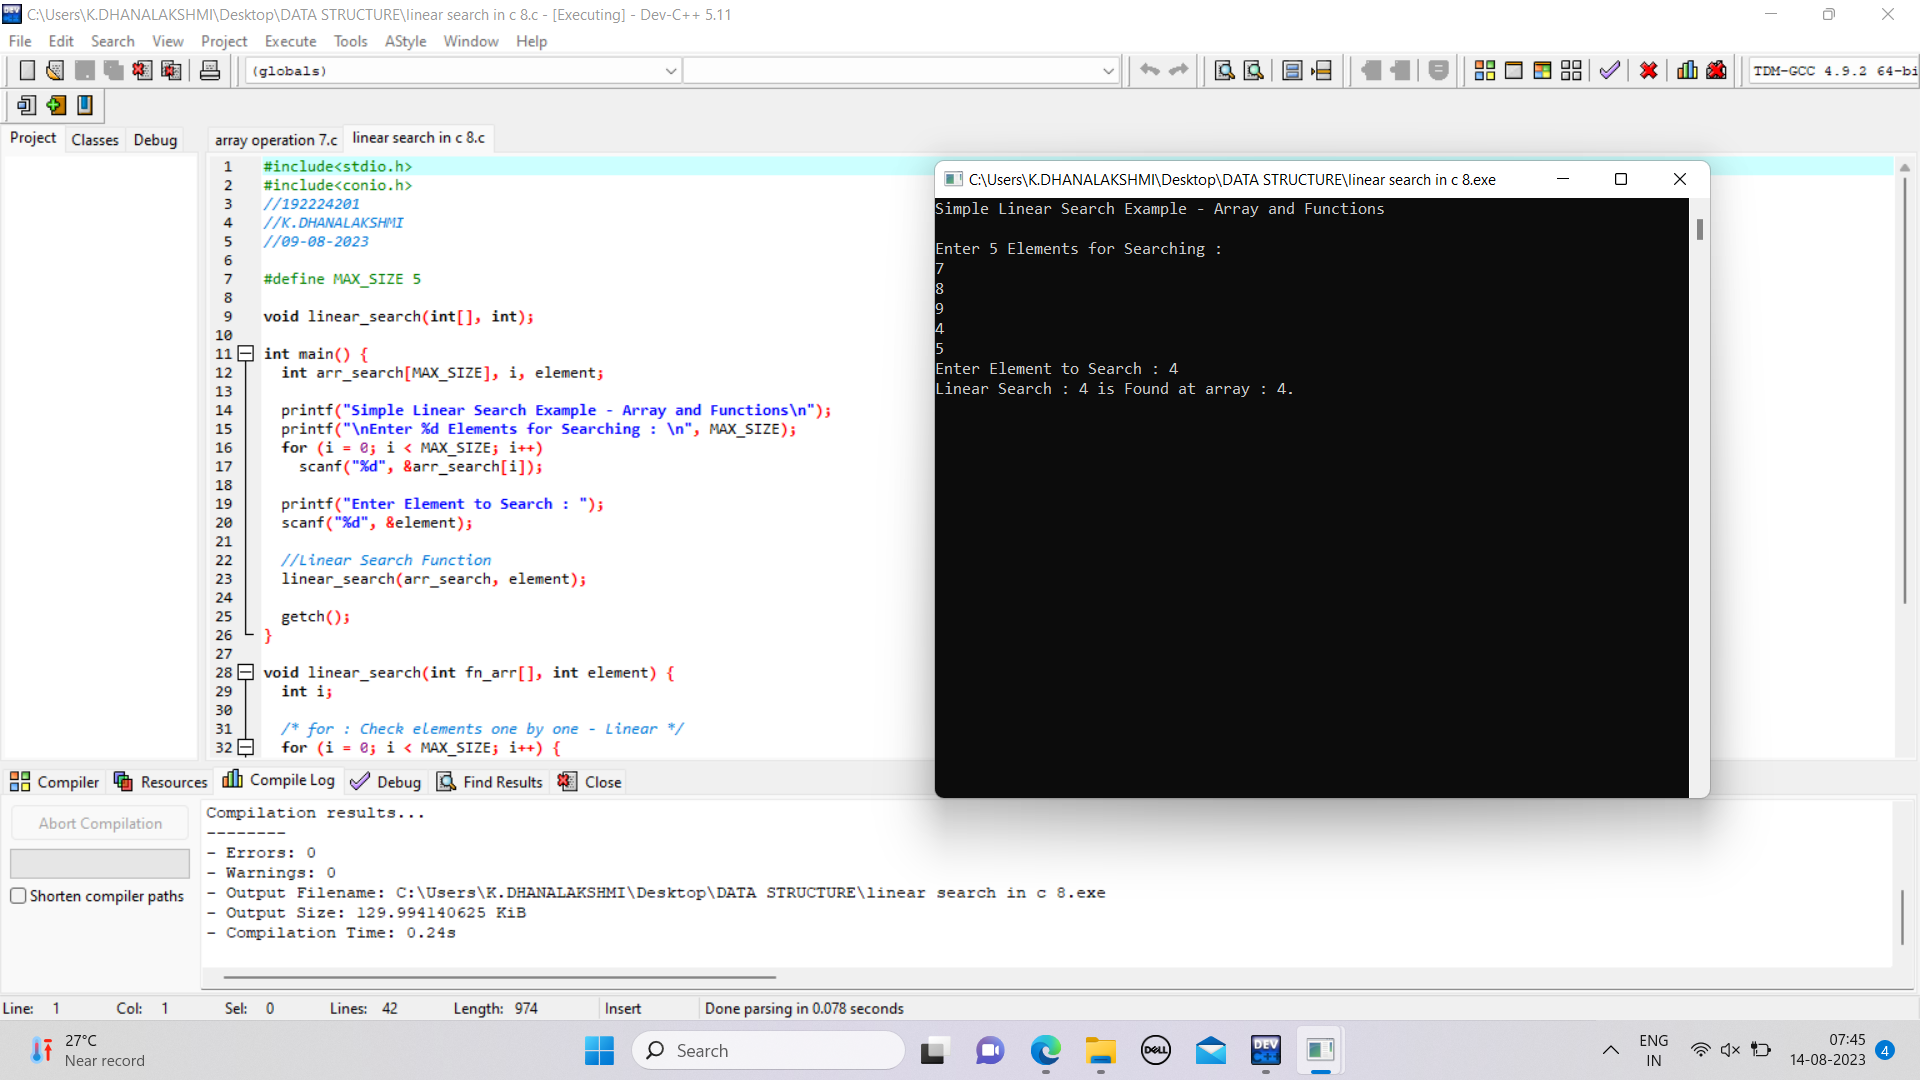 C:\Users\K.DHANALAKSHMI\Desktop\DATA STRUCTURE\linear search in c 8.c - [Executing] - Dev-C++ 5.11
File Edit Search View Project Execute Tools AStyle Window Help
(globals)
TDM-GCC 4.9.2 64-bi
Project Classes Debug
array operation 7.c linear search in c 8.c
1 #include<stdio.h>
2 #include<conio.h>
3 //192224201
4 //K.DHANALAKSHMI
5 //09-08-2023
6
7 #define MAX_SIZE 5
8
9 void linear_search(int[], int);
10
11 int main() {
12 int arr_search[MAX_SIZE], i, element;
13
14 printf("Simple Linear Search Example - Array and Functions\n");
15 printf("\nEnter %d Elements for Searching : \n", MAX_SIZE);
16 for (i = 0; i < MAX_SIZE; i++)
17 scanf("%d", &arr_search[i]);
18
19 printf("Enter Element to Search : ");
20 scanf("%d", &element);
21
22 //Linear Search Function
23 linear_search(arr_search, element);
24
25 getch();
26 }
27
28 void linear_search(int fn_arr[], int element) {
29 int i;
30
31 /* for : Check elements one by one - Linear */
32 for (i = 0; i < MAX_SIZE; i++) {
C:\Users\K.DHANALAKSHMI\Desktop\DATA STRUCTURE\linear search in c 8.exe
Simple Linear Search Example - Array and Functions
Enter 5 Elements for Searching :
7
8
9
4
5
Enter Element to Search : 4
Linear Search : 4 is Found at array : 4.
Compiler Resources Compile Log Debug Find Results Close
Abort Compilation
Shorten compiler paths
Compilation results...
--------
- Errors: 0
- Warnings: 0
- Output Filename: C:\Users\K.DHANALAKSHMI\Desktop\DATA STRUCTURE\linear search in c 8.exe
- Output Size: 129.994140625 KiB
- Compilation Time: 0.24s
Line: 1 Col: 1 Sel: 0 Lines: 42 Length: 974 Insert Done parsing in 0.078 seconds
27°C
Near record
Search
DELL
DEV
C++
ENG
IN
07:45
14-08-2023
4